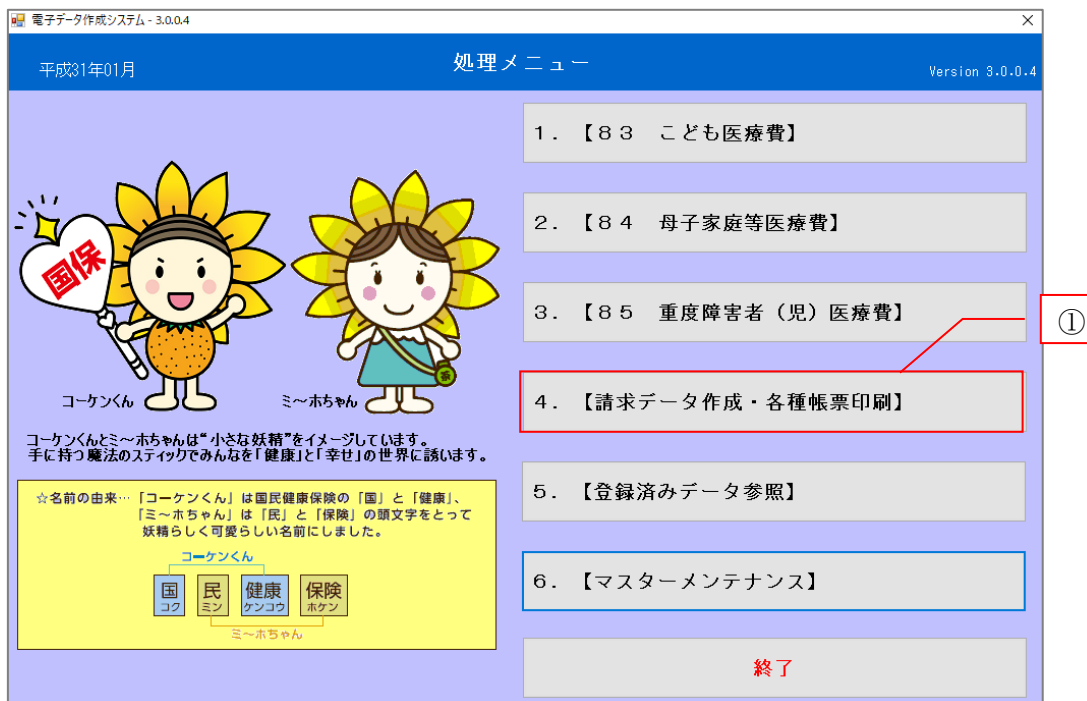 電子データ作成システム - 3.0.0.4
平成31年01月
処理メニュー
Version 3.0.0.4
1．【８３　こども医療費】
2．【８４　母子家庭等医療費】
3．【８５　重度障害者（児）医療費】
①
4．【請求データ作成・各種帳票印刷】
5．【登録済みデータ参照】
6．【マスターメンテナンス】
終了
国保
コーケンくん
ミ～ホちゃん
コーケンくんとミ～ホちゃんは“小さな妖精”をイメージしています。
手に持つ魔法のスティックでみんなを「健康」と「幸せ」の世界に誘います。
☆名前の由来…「コーケンくん」は国民健康保険の「国」と「健康」、
「ミ～ホちゃん」は「民」と「保険」の頭文字をとって
妖精らしく可愛らしい名前にしました。
コーケンくん
国 民 健康 保険
コク ミン ケンコウ ホケン
ミ～ホちゃん